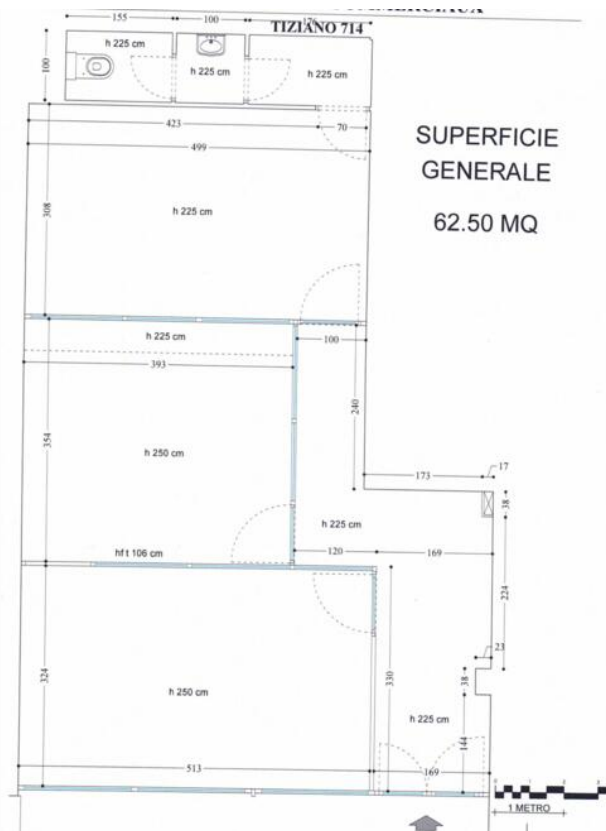 TIZIANO 714
155
100
176
h 225 cm
h 225 cm
h 225 cm
100
423
70
499
SUPERFICIE
GENERALE
62.50 MQ
308
h 225 cm
h 225 cm
100
393
240
354
h 250 cm
173
17
38
h 225 cm
hf t 106 cm
120
169
224
324
330
23
38
h 250 cm
h 225 cm
144
513
169
1 METRO